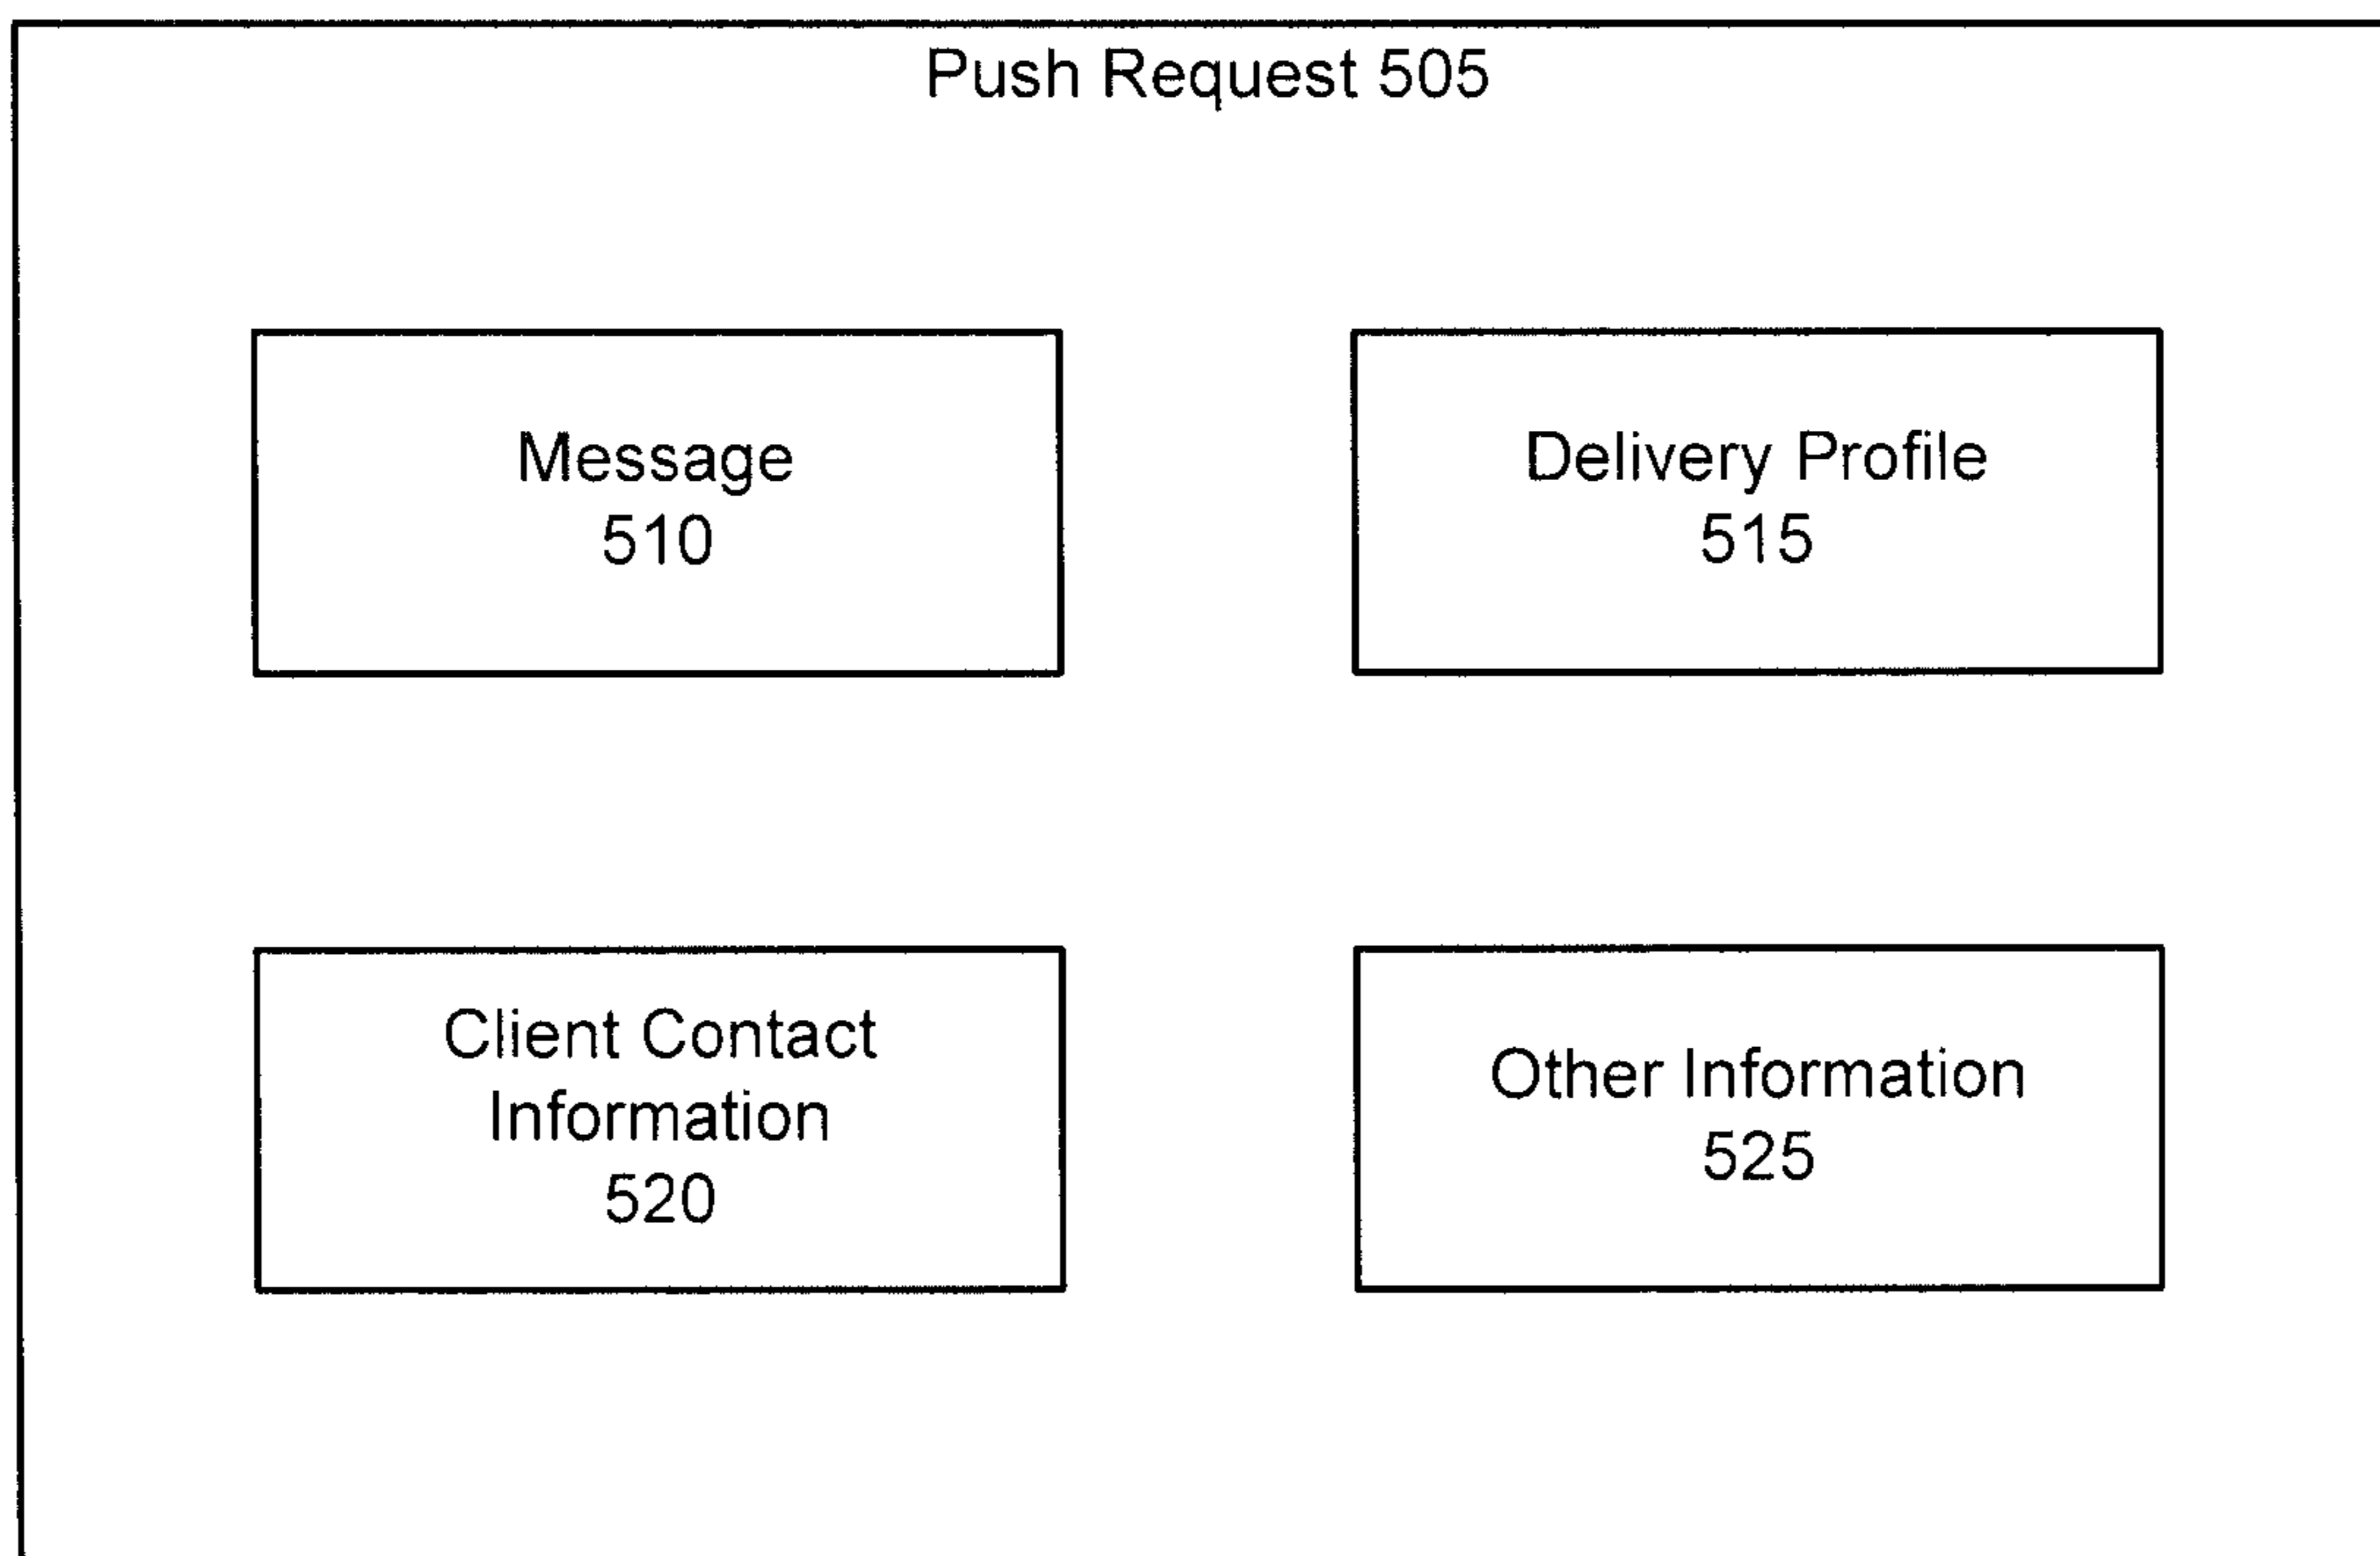 Push Request 505
Message
510
Delivery Profile
515
Client Contact
Information
520
Other Information
525